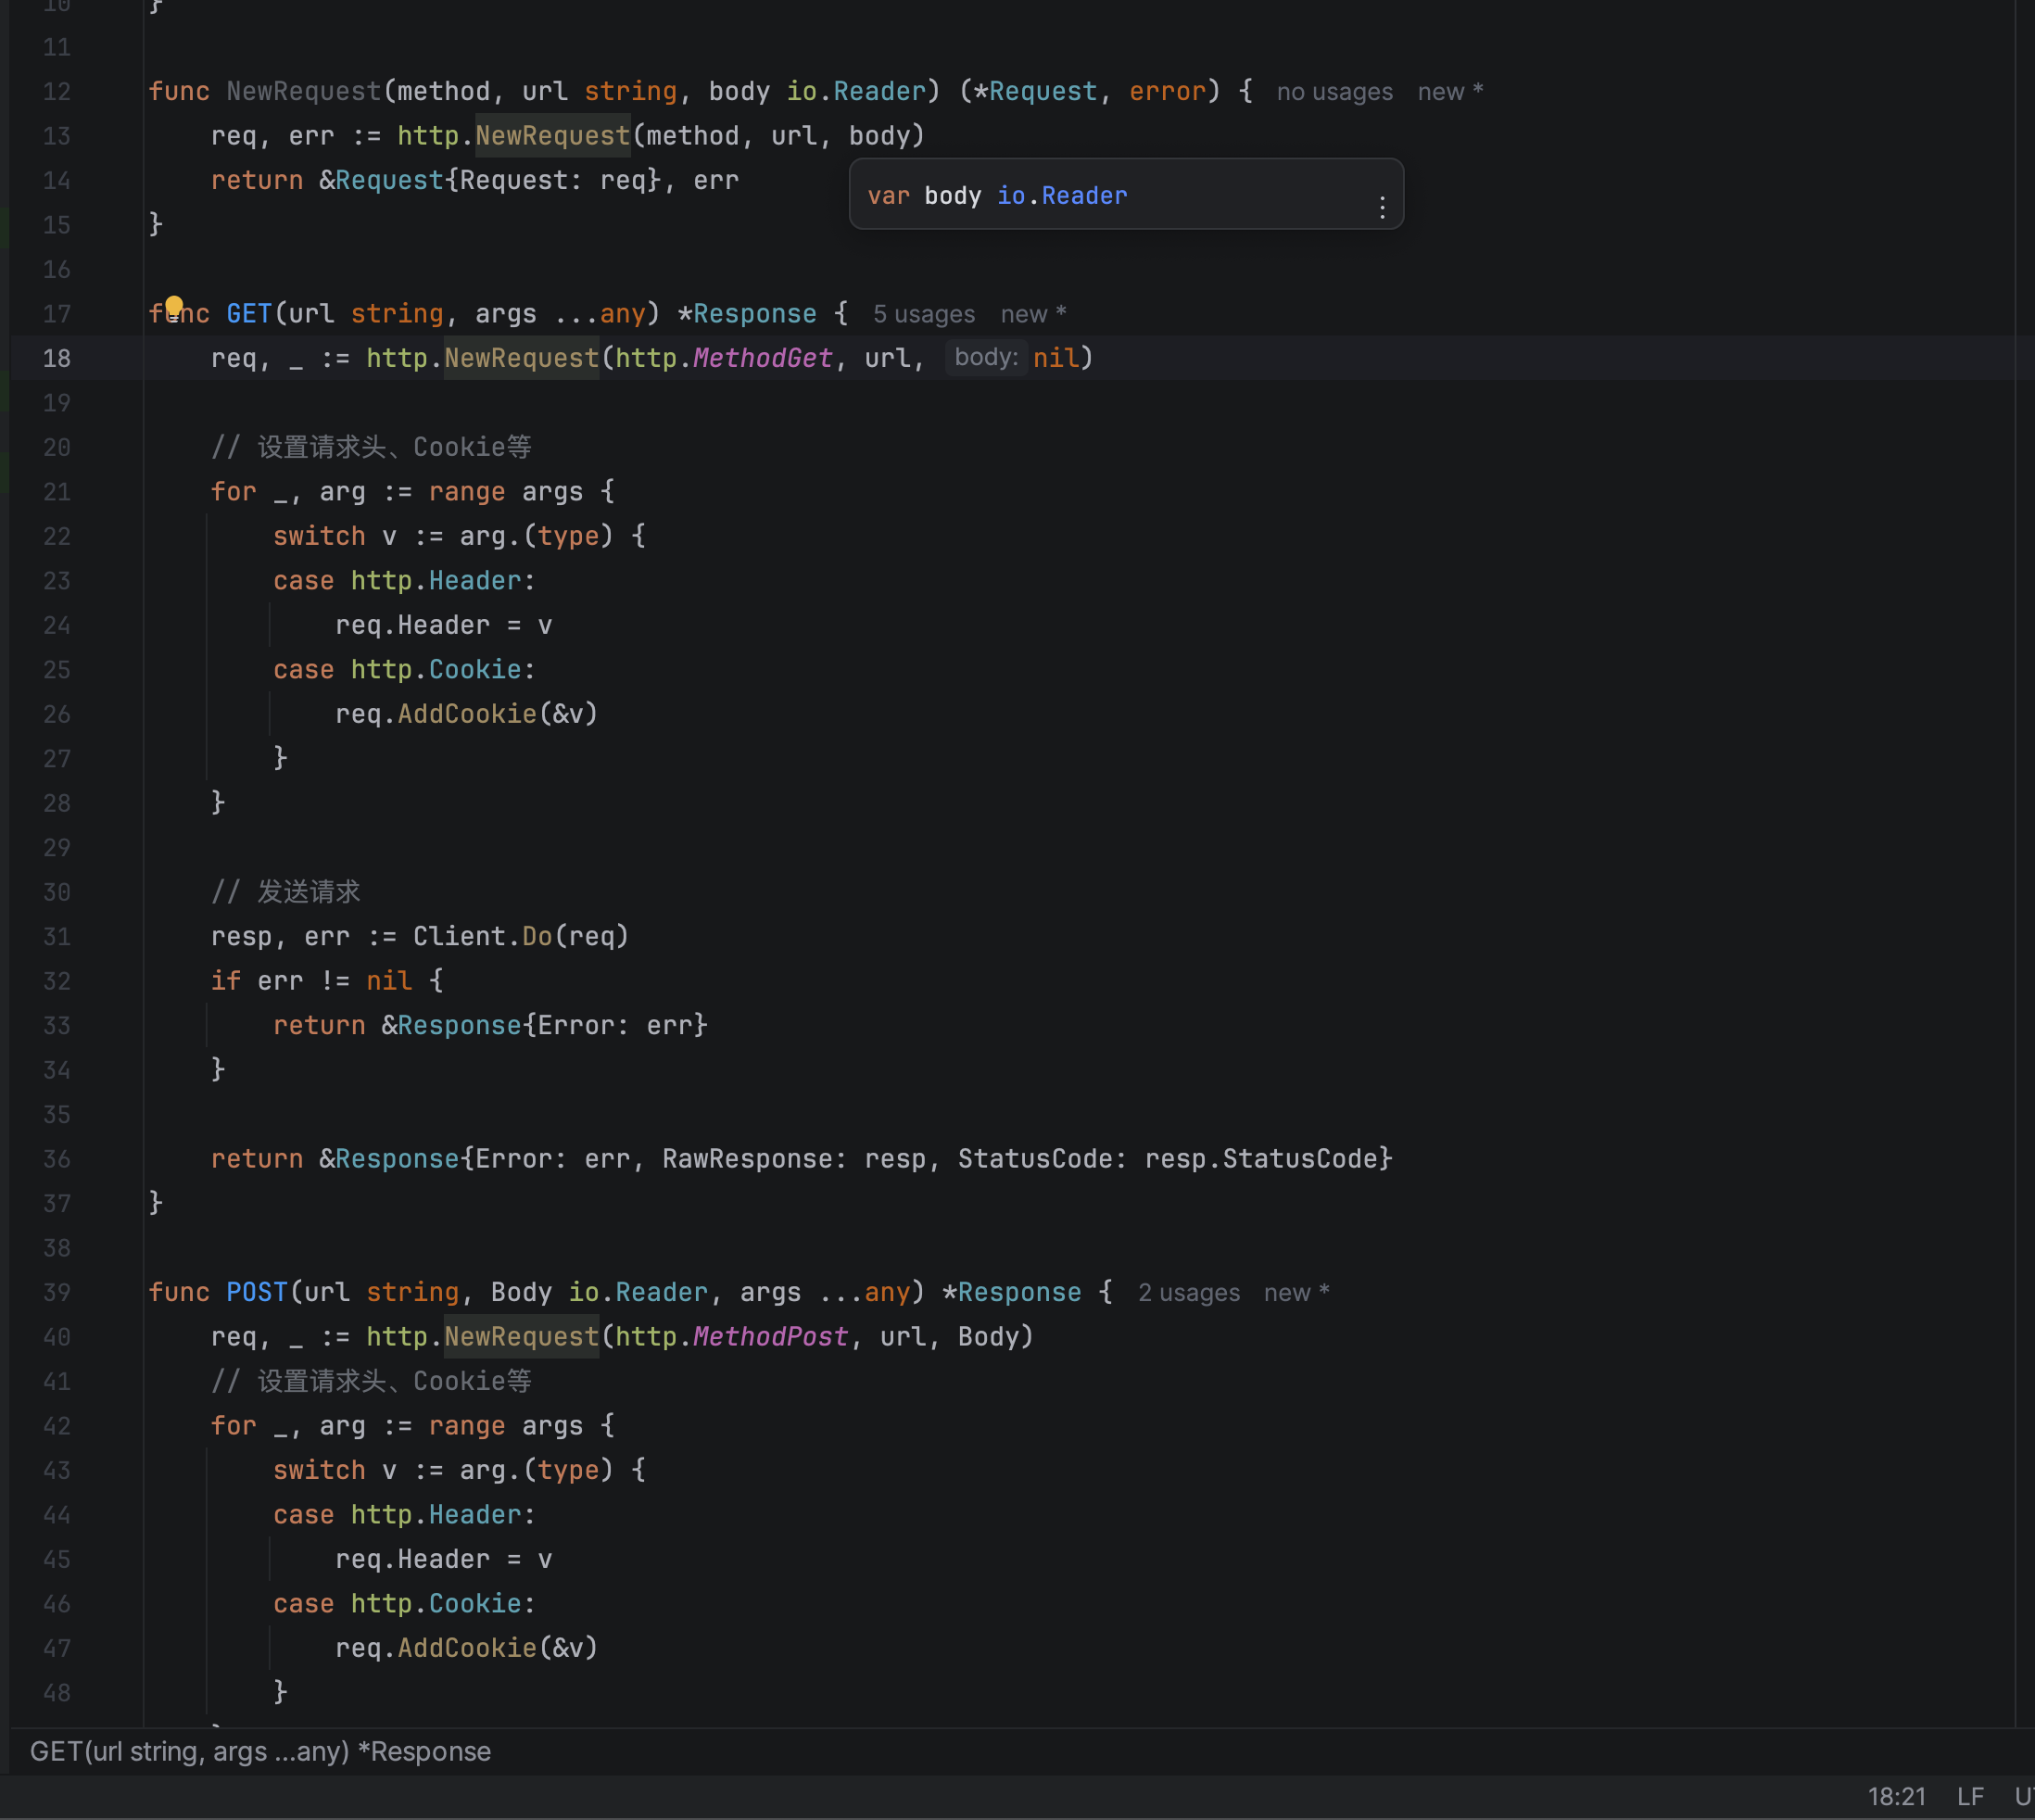 10 }
11
12 func NewRequest(method, url string, body io.Reader) (*Request, error) { no usages new *
13     req, err := http.NewRequest(method, url, body)
14     return &Request{Request: req}, err
var body io.Reader
15 }
16
17 func GET(url string, args ...any) *Response { 5 usages new *
18     req, _ := http.NewRequest(http.MethodGet, url, body: nil)
19
20     // 设置请求头、Cookie等
21     for _, arg := range args {
22         switch v := arg.(type) {
23         case http.Header:
24             req.Header = v
25         case http.Cookie:
26             req.AddCookie(&v)
27         }
28     }
29
30     // 发送请求
31     resp, err := Client.Do(req)
32     if err != nil {
33         return &Response{Error: err}
34     }
35
36     return &Response{Error: err, RawResponse: resp, StatusCode: resp.StatusCode}
37 }
38
39 func POST(url string, Body io.Reader, args ...any) *Response { 2 usages new *
40     req, _ := http.NewRequest(http.MethodPost, url, Body)
41     // 设置请求头、Cookie等
42     for _, arg := range args {
43         switch v := arg.(type) {
44         case http.Header:
45             req.Header = v
46         case http.Cookie:
47             req.AddCookie(&v)
48         }
GET(url string, args ...any) *Response
18:21 LF